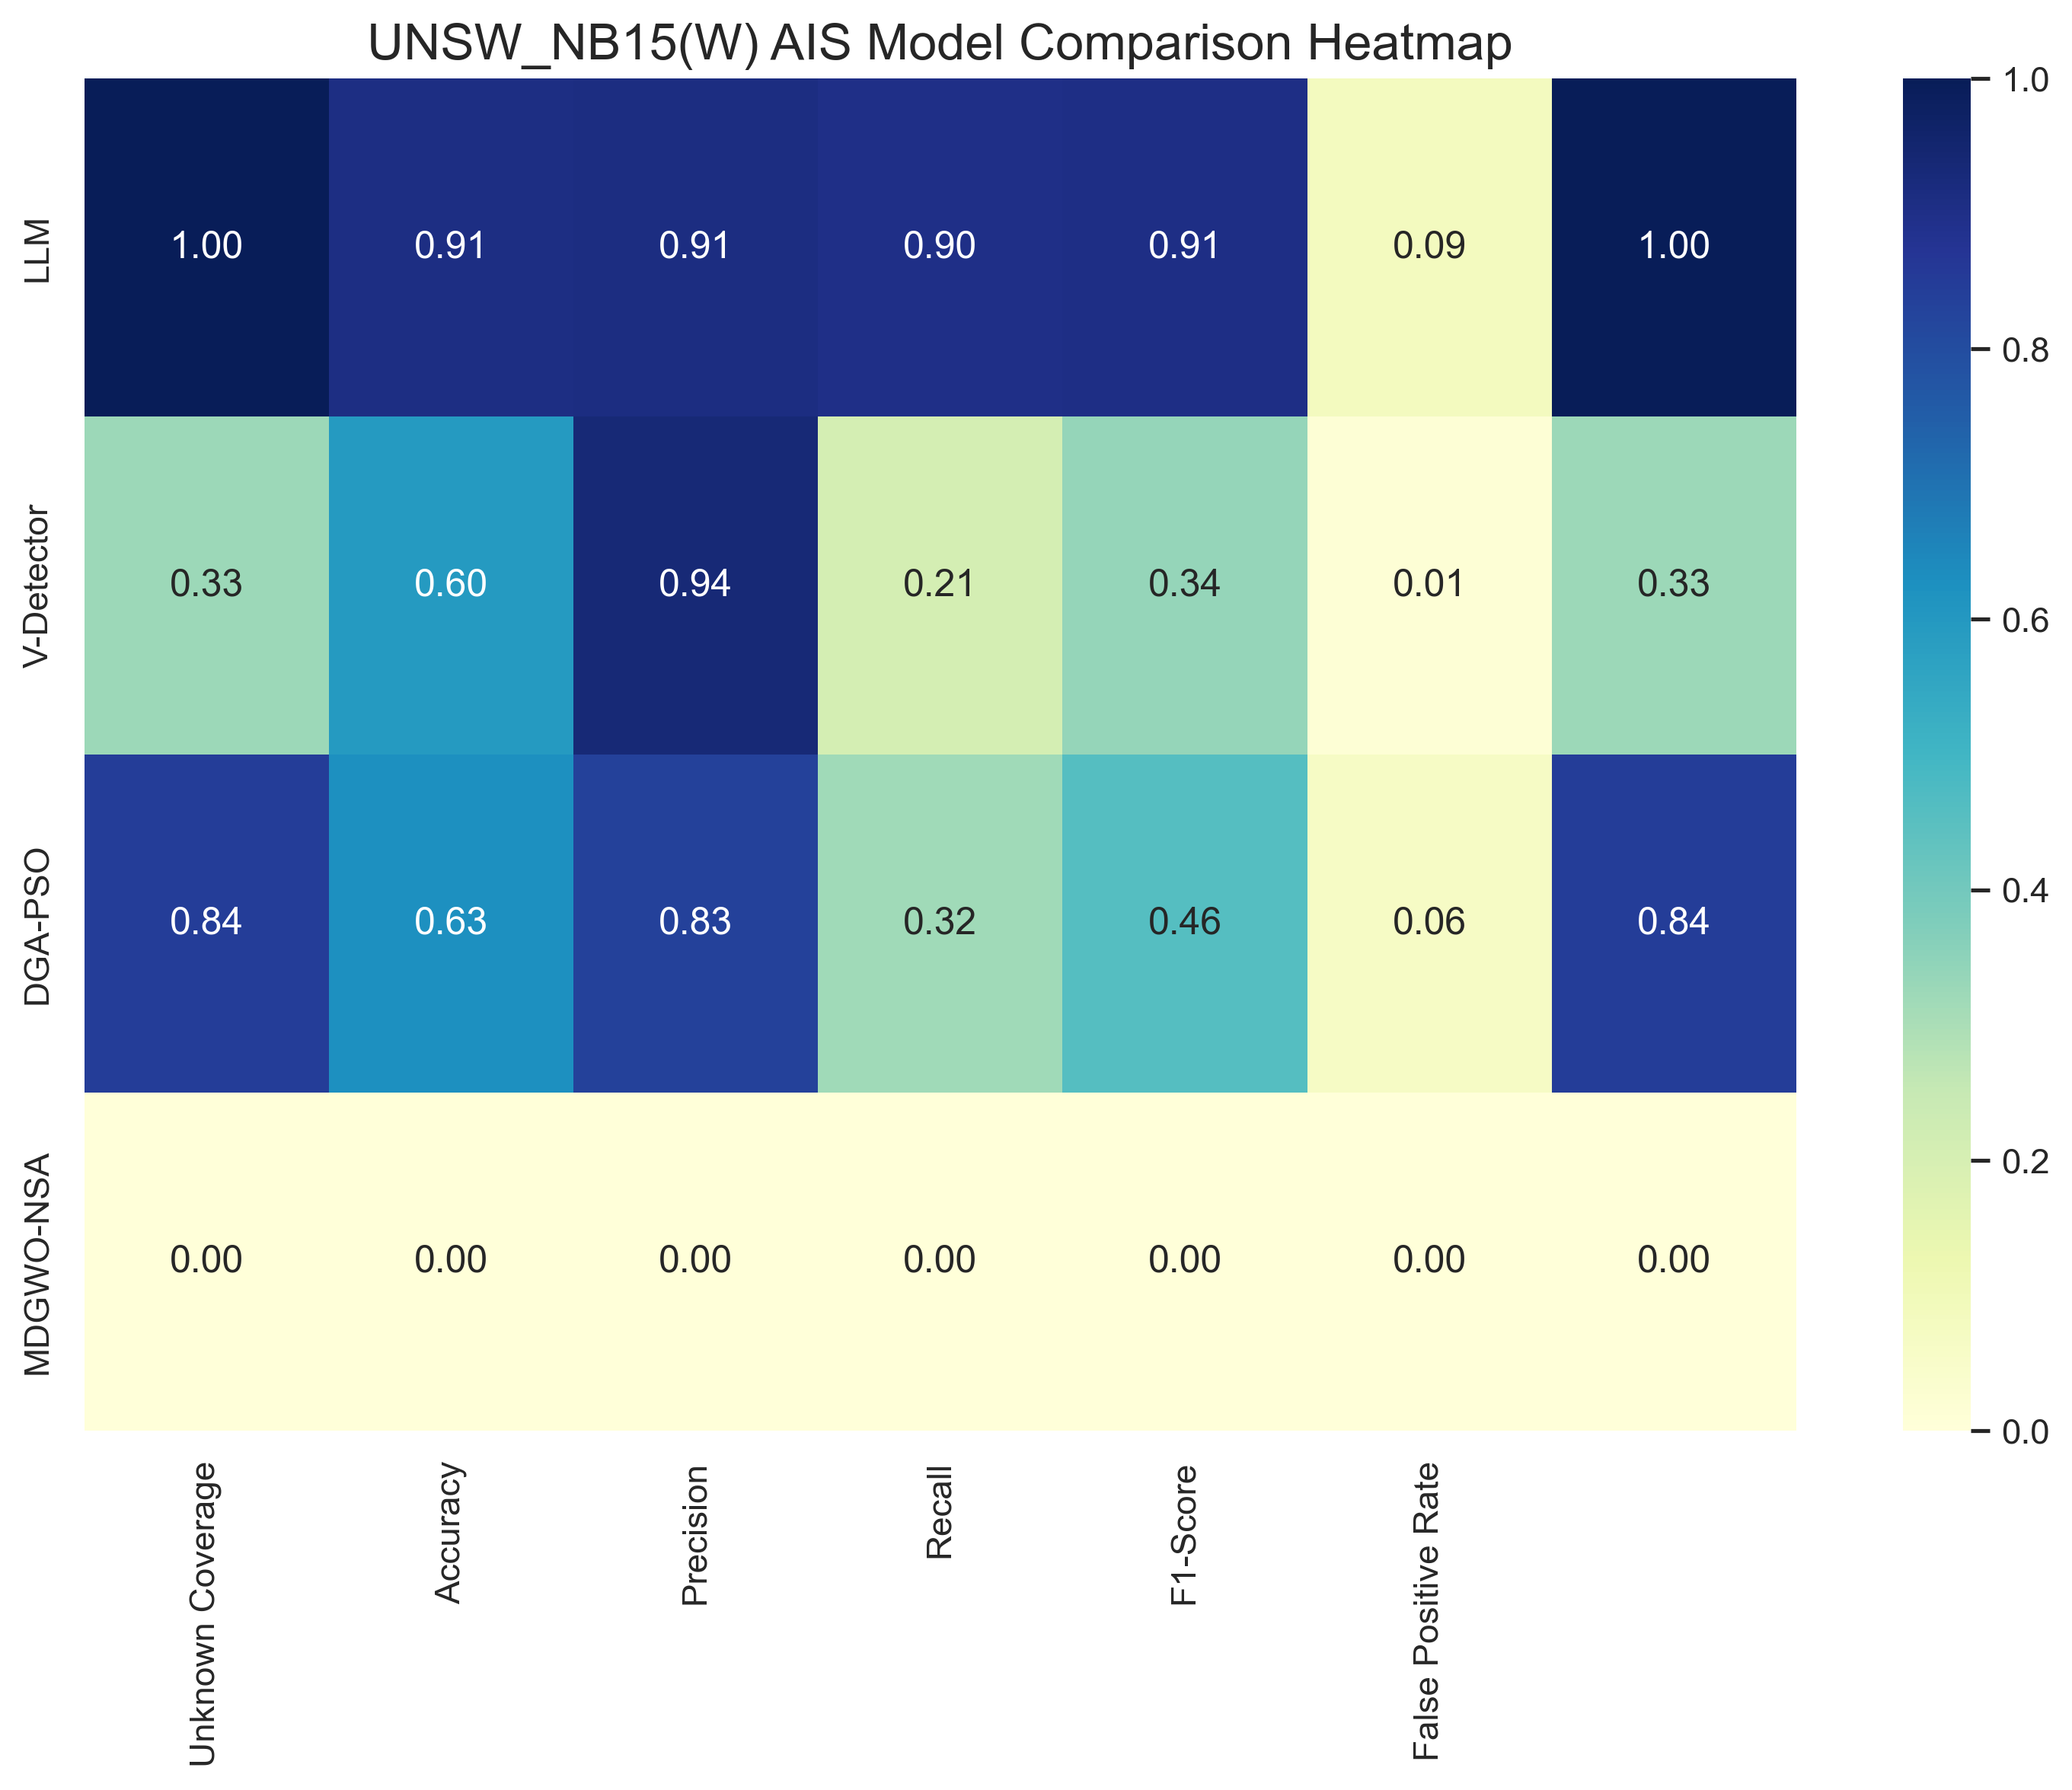 UNSW_NB15(W) AIS Model Comparison Heatmap
LLM
1.00 0.91 0.91 0.90 0.91 0.09 1.00
V-Detector
0.33 0.60 0.94 0.21 0.34 0.01 0.33
DGA-PSO
0.84 0.63 0.83 0.32 0.46 0.06 0.84
MDGWO-NSA
0.00 0.00 0.00 0.00 0.00 0.00 0.00
Unknown Coverage
Accuracy
Precision
Recall
F1-Score
False Positive Rate
1.0
0.8
0.6
0.4
0.2
0.0